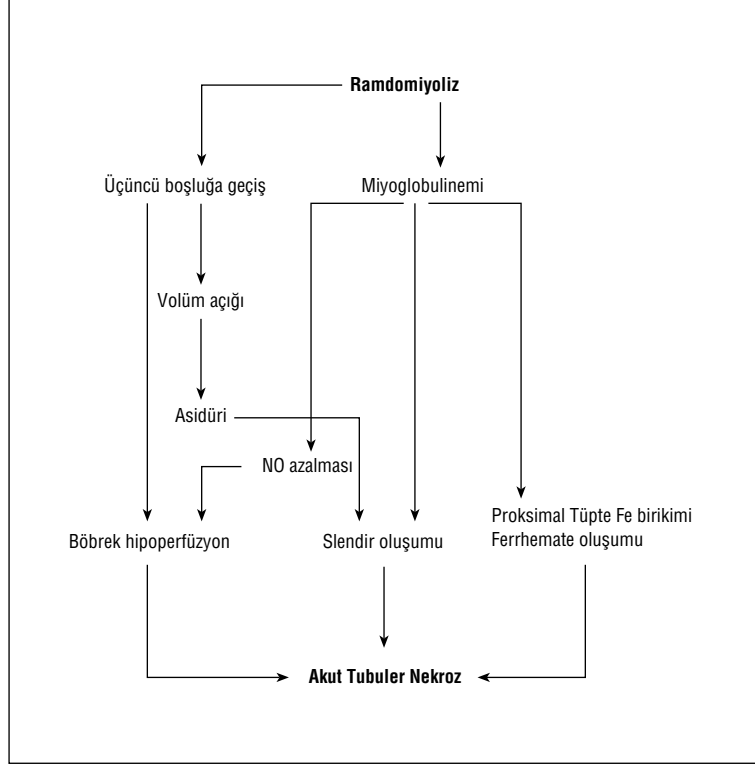 Ramdomiyoliz
Üçüncü boşluğa geçiş
Miyoglobulinemi
Volüm açığı
Asidüri
NO azalması
Böbrek hipoperfüzyon
Slendir oluşumu
Proksimal Tüpte Fe birikimi
Ferrhemate oluşumu
Akut Tubuler Nekroz